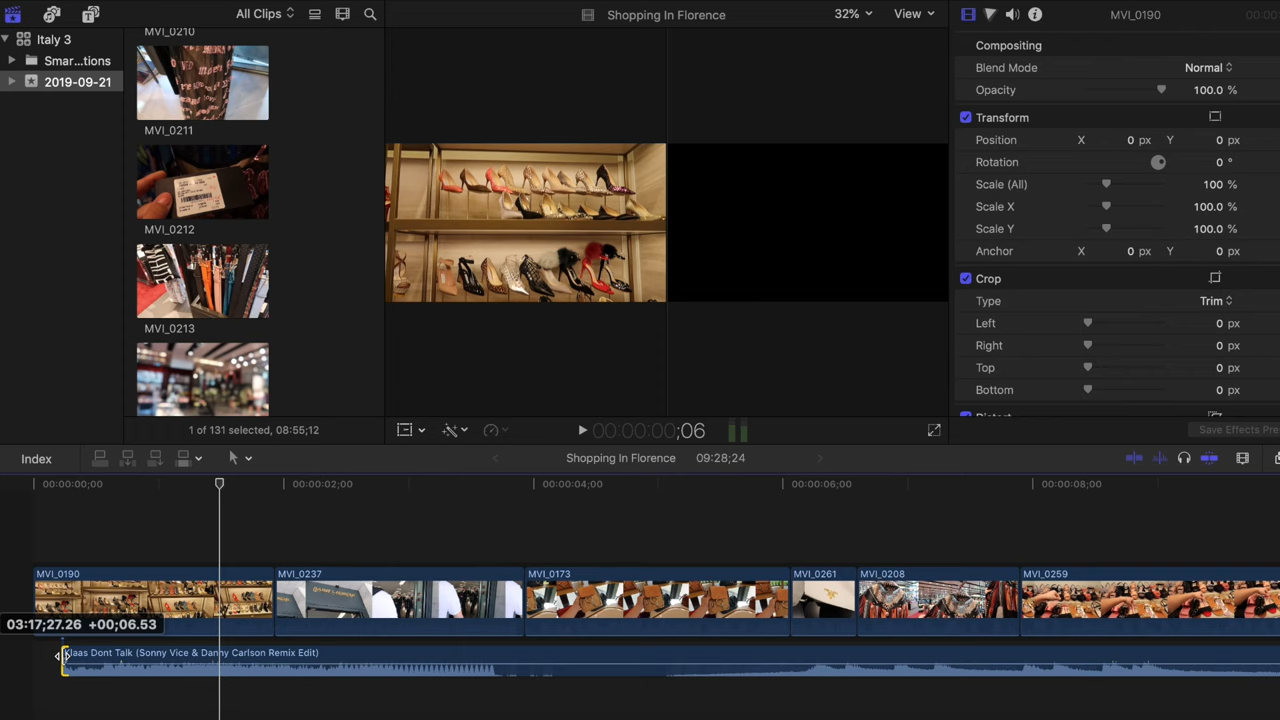 All Clips
Shopping In Florence
32%
View
MVI_0190
00:00
Italy 3
Smar...tions
2019-09-21
MVI_0210
MVI_0211
MVI_0212
MVI_0213
1 of 131 selected, 08:55;12
Compositing
Blend Mode Normal
Opacity 100.0 %
Transform
Position X 0 px Y 0 px
Rotation 0 °
Scale (All) 100 %
Scale X 100.0 %
Scale Y 100.0 %
Anchor X 0 px Y 0 px
Crop
Type Trim
Left 0 px
Right 0 px
Top 0 px
Bottom 0 px
00:00:00;06
Save Effects Pre
Index
Shopping In Florence 09:28;24
00:00:00;00 00:00:02;00 00:00:04;00 00:00:06;00 00:00:08;00
MVI_0190 MVI_0237 MVI_0173 MVI_0261 MVI_0208 MVI_0259
03:17;27.26 +00;06.53
laas Dont Talk (Sonny Vice & Danny Carlson Remix Edit)